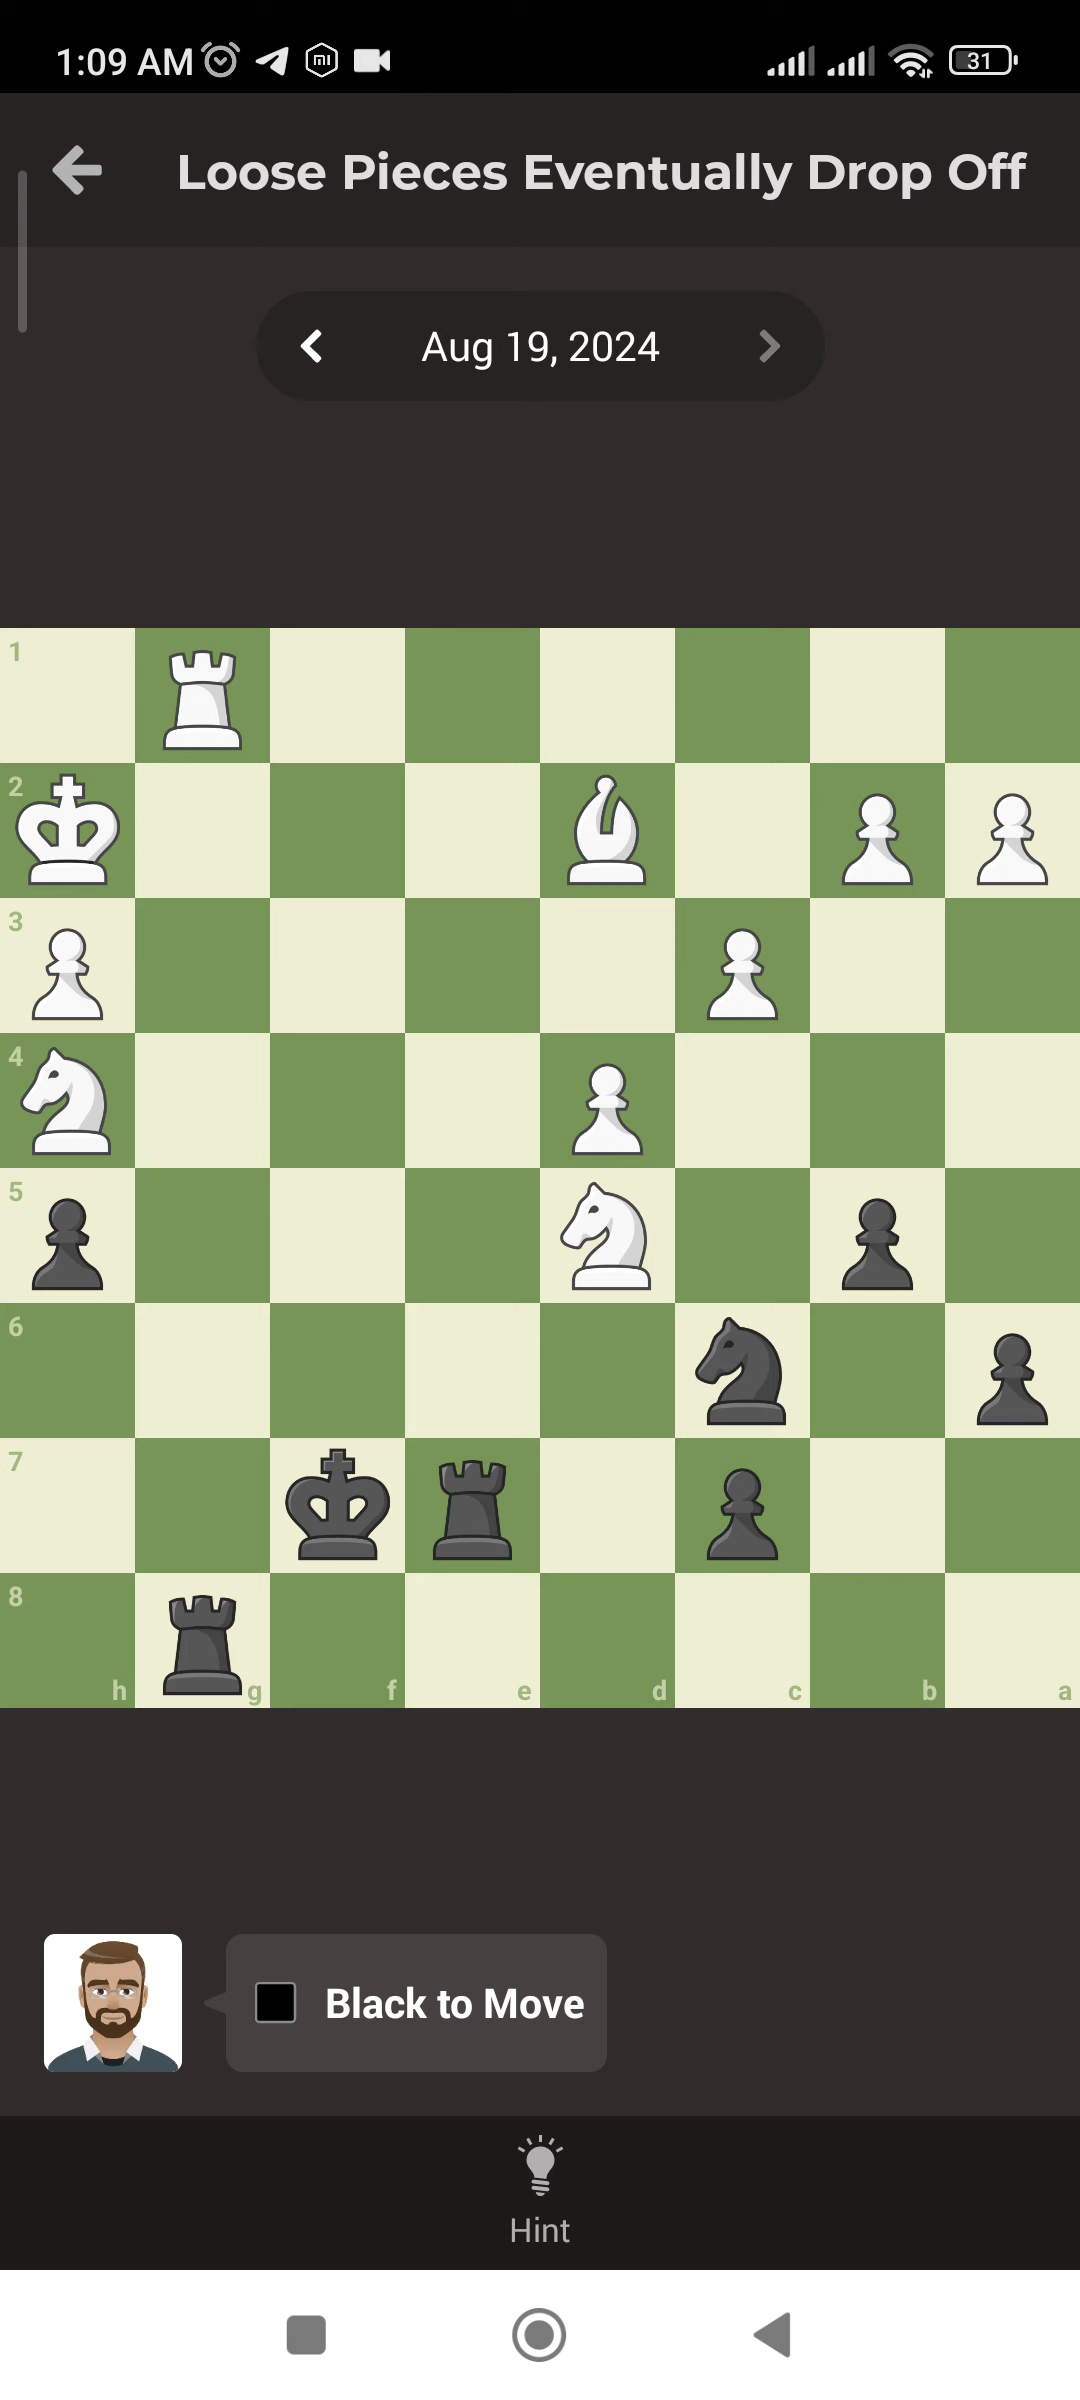 1:09 AM 31
Loose Pieces Eventually Drop Off
Aug 19, 2024
1
2
3
4
5
6
7
8
h g f e d c b a
Black to Move
Hint